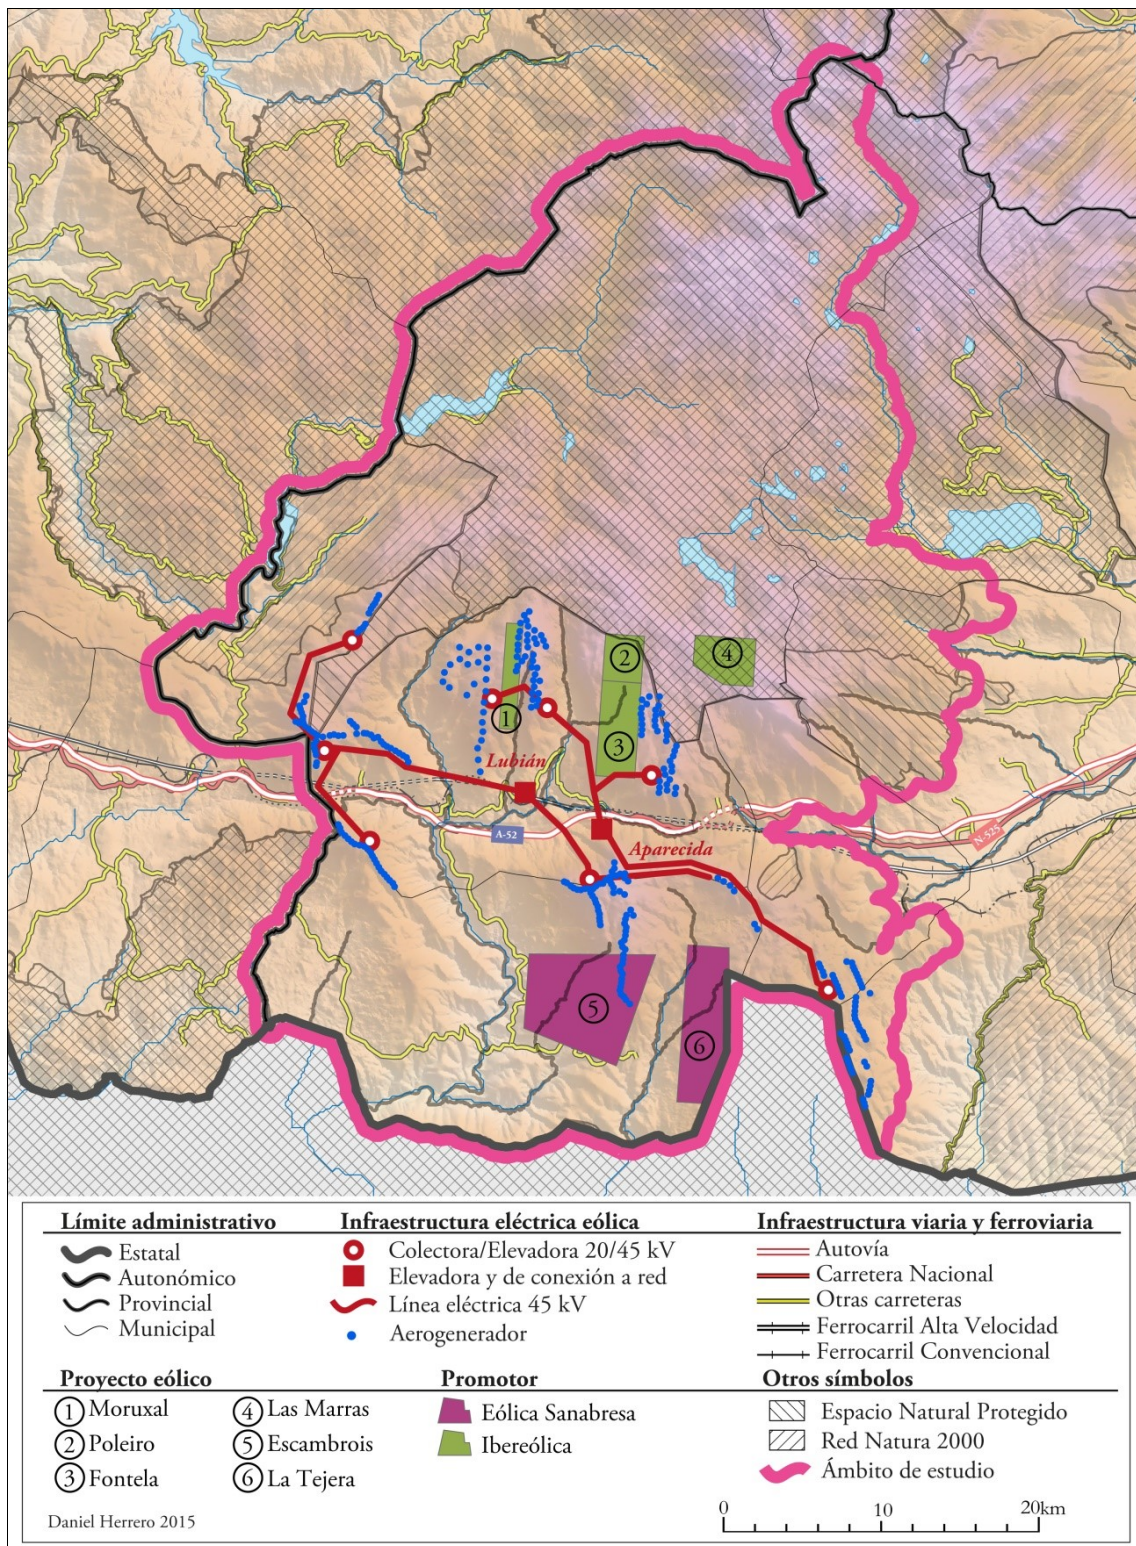 2
4
1
3
Lubián
A-52
Aparecida
N-525
5
6
Límite administrativo
Estatal
Autonómico
Provincial
Municipal
Infraestructura eléctrica eólica
Colectora/Elevadora 20/45 kV
Elevadora y de conexión a red
Línea eléctrica 45 kV
Aerogenerador
Infraestructura viaria y ferroviaria
Autovía
Carretera Nacional
Otras carreteras
Ferrocarril Alta Velocidad
Ferrocarril Convencional
Proyecto eólico
1 Moruxal
2 Poleiro
3 Fontela
4 Las Marras
5 Escambrois
6 La Tejera
Promotor
Eólica Sanabresa
Ibereólica
Otros símbolos
Espacio Natural Protegido
Red Natura 2000
Ámbito de estudio
0 10 20km
Daniel Herrero 2015